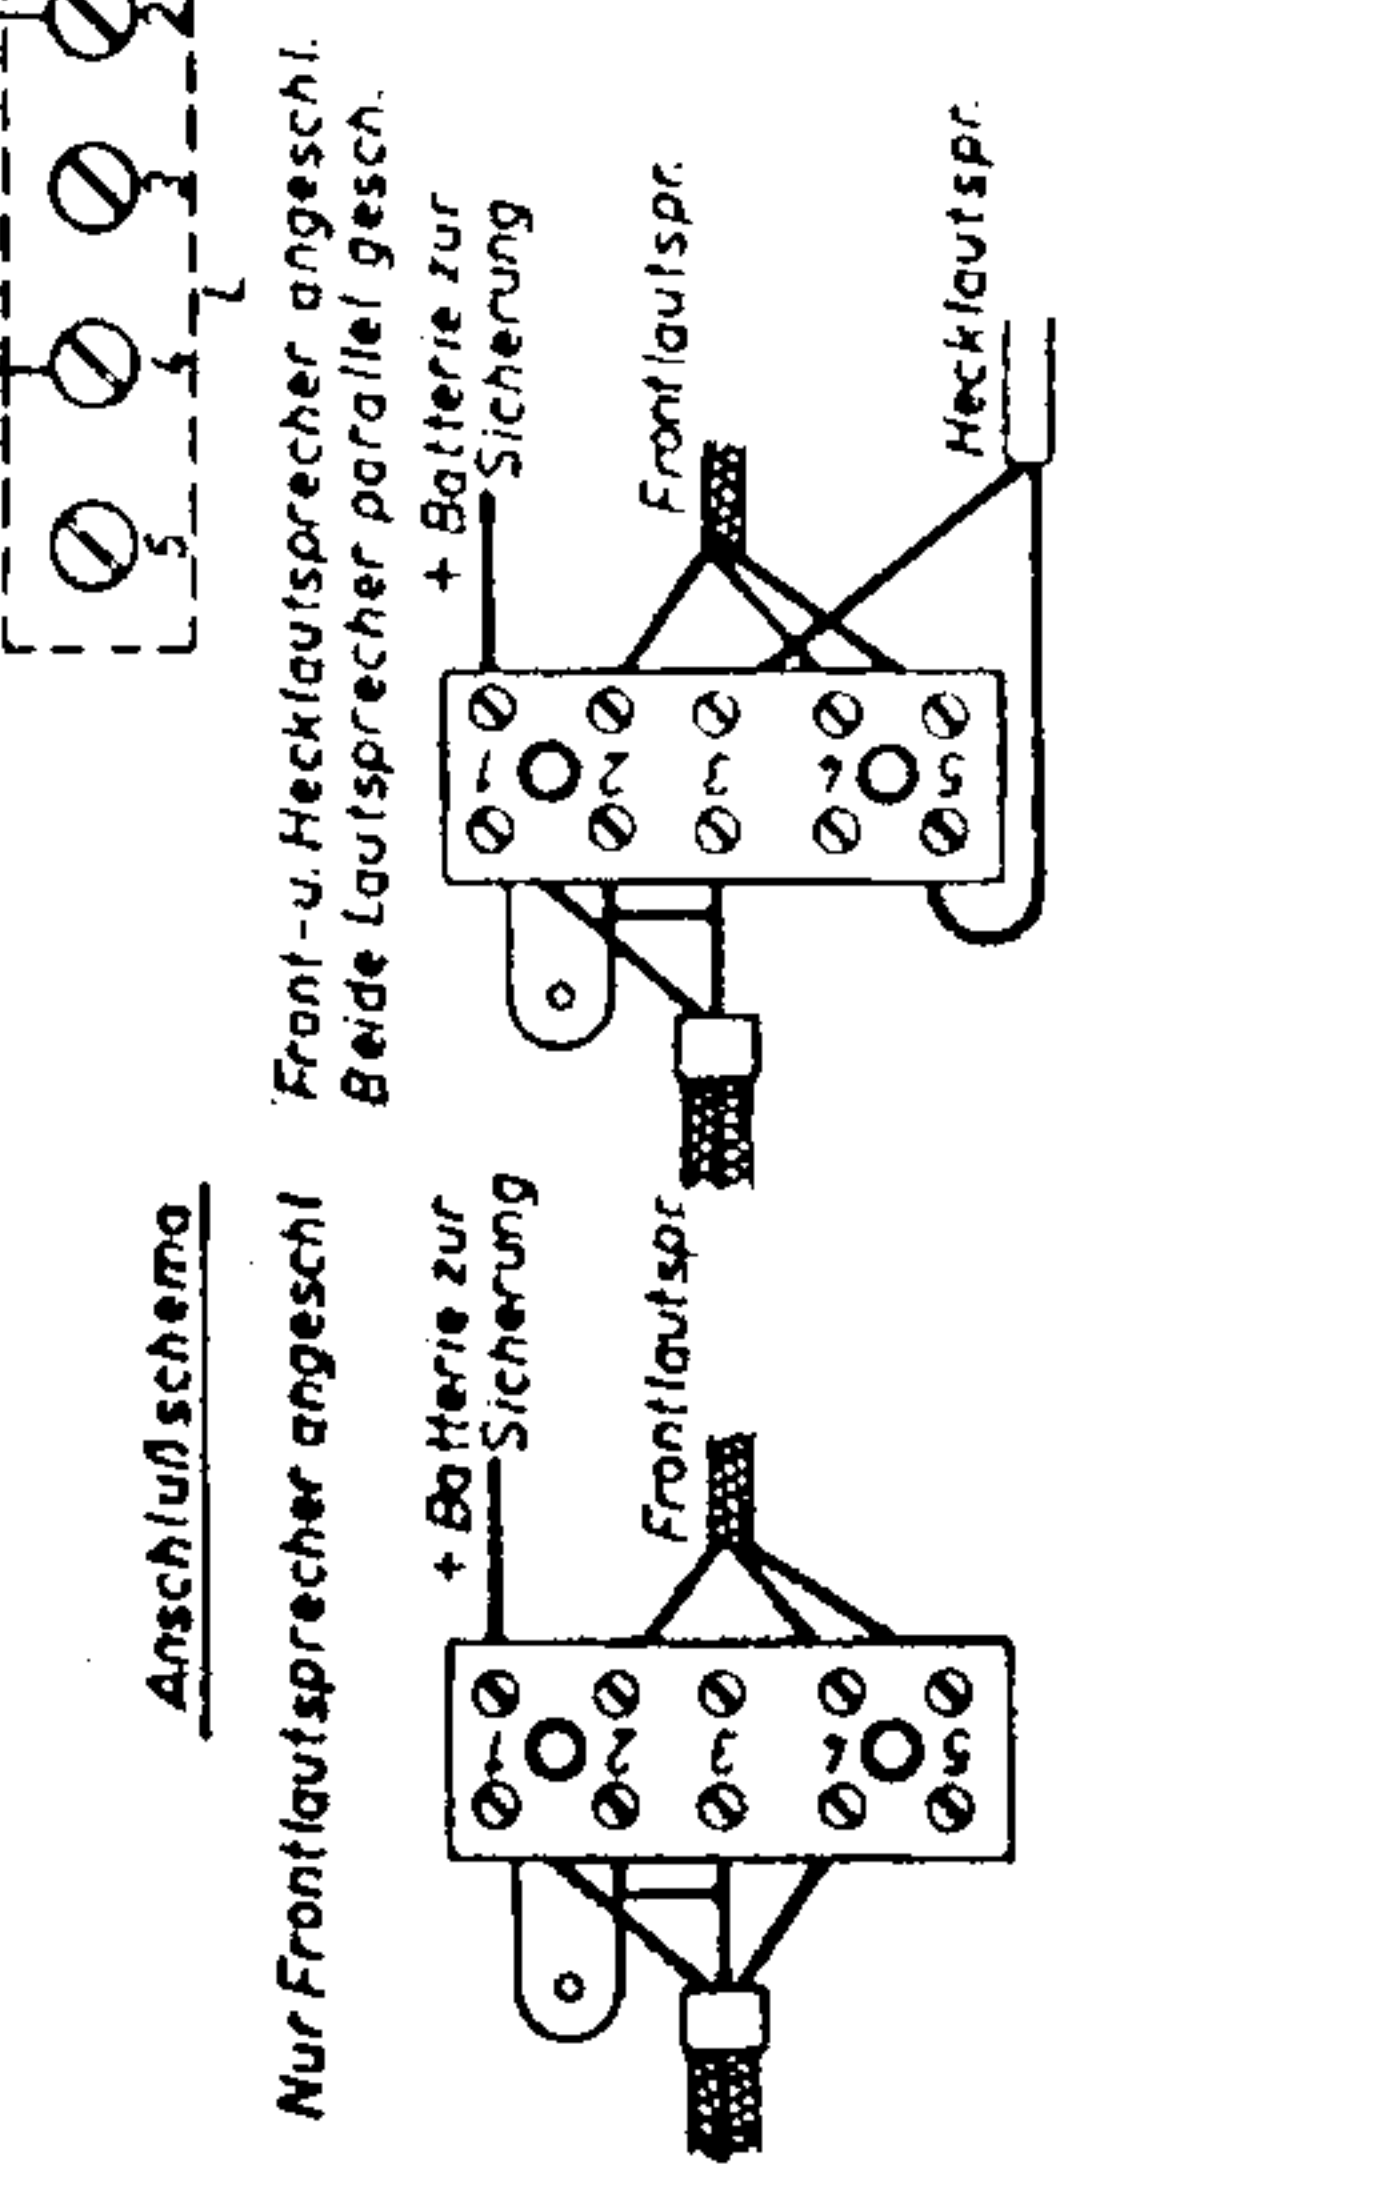 2
3
4
5
L
Anschlußschema
Nur Frontlautsprecher angeschl
+ Batterie zur
Sicherung
Frontlautspr
1 2 3 4 5
Front-u. Hecklautsprecher angeschl.
Beide Lautsprecher parallel gesch.
+ Batterie zur
Sicherung
Frontlautspr.
Hecklautspr.
1 2 3 4 5